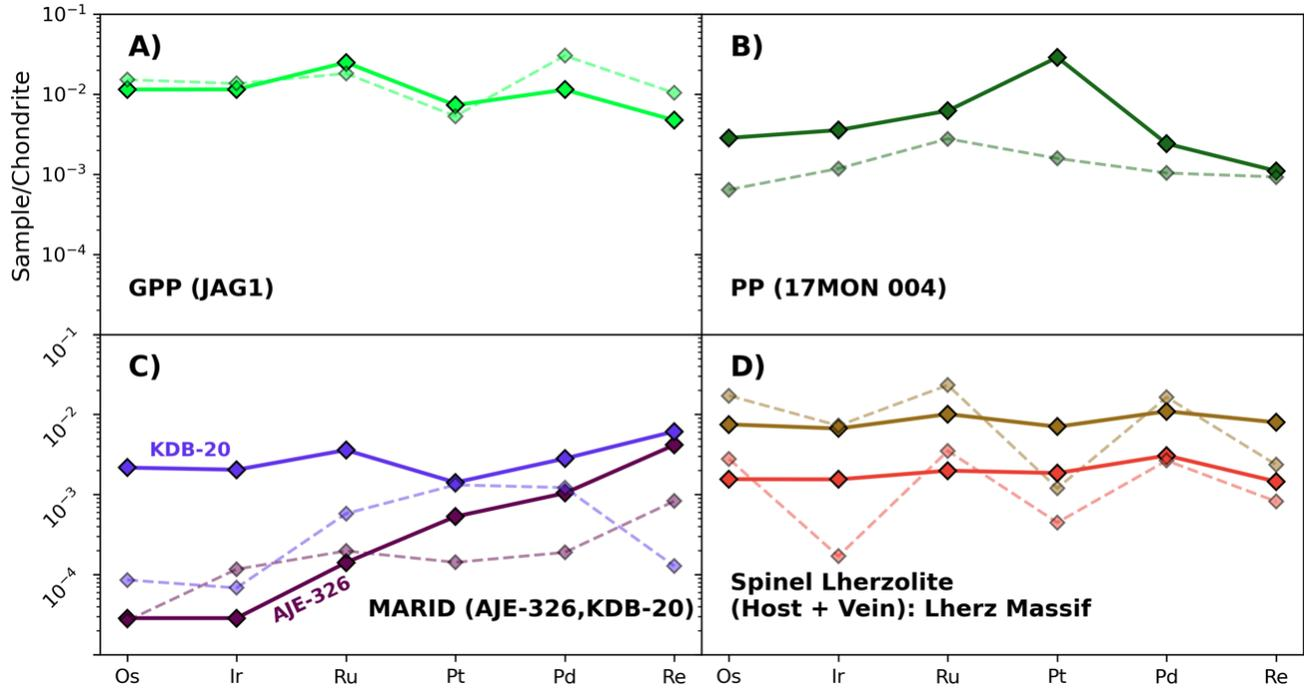 A)
B)
10⁻¹
10⁻²
10⁻³
10⁻⁴
Sample/Chondrite
GPP (JAG1)
PP (17MON 004)
C)
D)
10⁻¹
10⁻²
10⁻³
10⁻⁴
KDB-20
AJE-326
MARID (AJE-326,KDB-20)
Spinel Lherzolite
(Host + Vein): Lherz Massif
Os Ir Ru Pt Pd Re
Os Ir Ru Pt Pd Re